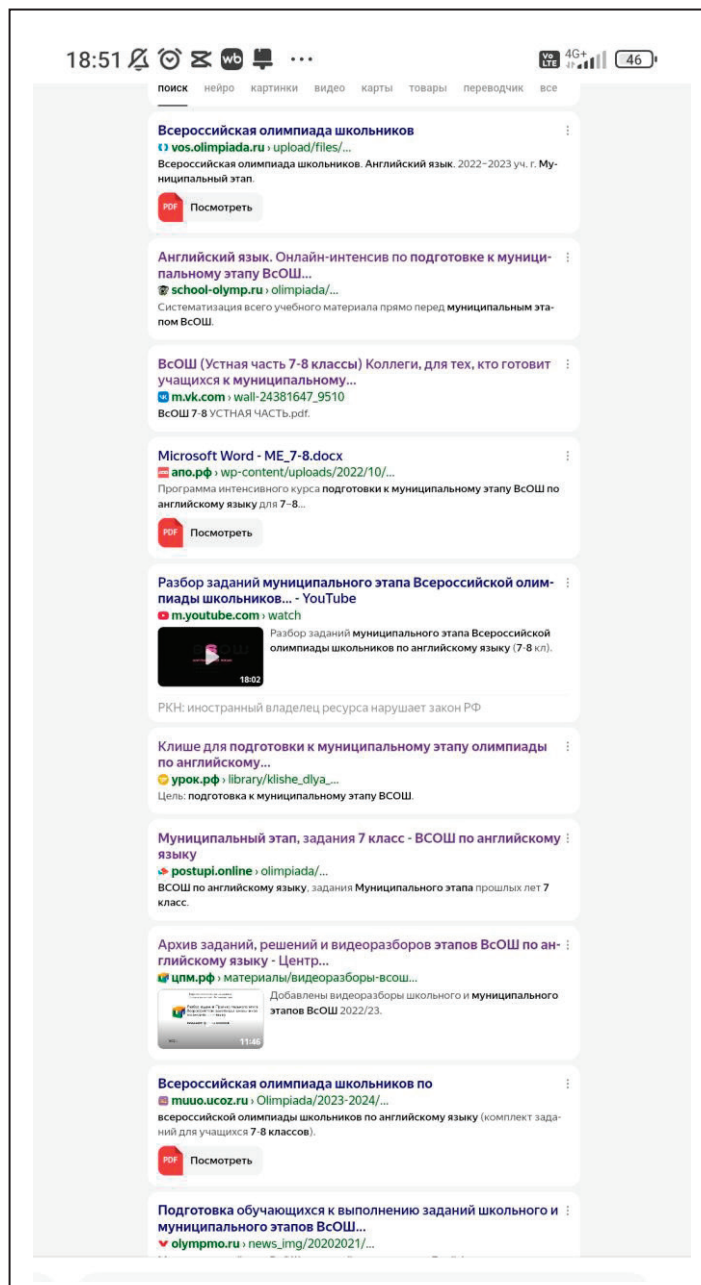 18:51 wb ... Vo LTE 4G+ 46
поиск нейро картинки видео карты товары переводчик все
Всероссийская олимпиада школьников
vos.olimpiada.ru › upload/files/...
Всероссийская олимпиада школьников. Английский язык. 2022–2023 уч. г. Му-
ниципальный этап.
PDF Посмотреть
Английский язык. Онлайн-интенсив по подготовке к муници-
пальному этапу ВсОШ...
school-olymp.ru › olimpiada/...
Систематизация всего учебного материала прямо перед муниципальным эта-
пом ВсОШ.
ВсОШ (Устная часть 7-8 классы) Коллеги, для тех, кто готовит
учащихся к муниципальному...
m.vk.com › wall-24381647_9510
ВсОШ 7-8 УСТНАЯ ЧАСТЬ.pdf.
Microsoft Word - ME_7-8.docx
апо.рф › wp-content/uploads/2022/10/...
Программа интенсивного курса подготовки к муниципальному этапу ВсОШ по
английскому языку для 7–8...
PDF Посмотреть
Разбор заданий муниципального этапа Всероссийской олим-
пиады школьников... - YouTube
m.youtube.com › watch
Разбор заданий муниципального этапа Всероссийской
олимпиады школьников по английскому языку (7-8 кл).
18:02
РКН: иностранный владелец ресурса нарушает закон РФ
Клише для подготовки к муниципальному этапу олимпиады
по английскому...
урок.рф › library/klishe_dlya_...
Цель: подготовка к муниципальному этапу ВСОШ.
Муниципальный этап, задания 7 класс - ВСОШ по английскому
языку
postupi.online › olimpiada/...
ВСОШ по английскому языку, задания Муниципального этапа прошлых лет 7
класс.
Архив заданий, решений и видеоразборов этапов ВсОШ по ан-
глийскому языку - Центр...
цпм.рф › материалы/видеоразборы-всош...
Добавлены видеоразборы школьного и муниципального
этапов ВсОШ 2022/23.
11:46
Всероссийская олимпиада школьников по
muuo.ucoz.ru › Olimpiada/2023-2024/...
всероссийской олимпиады школьников по английскому языку (комплект зада-
ний для учащихся 7-8 классов).
PDF Посмотреть
Подготовка обучающихся к выполнению заданий школьного и
муниципального этапов ВсОШ...
olympmo.ru › news_img/20202021/...